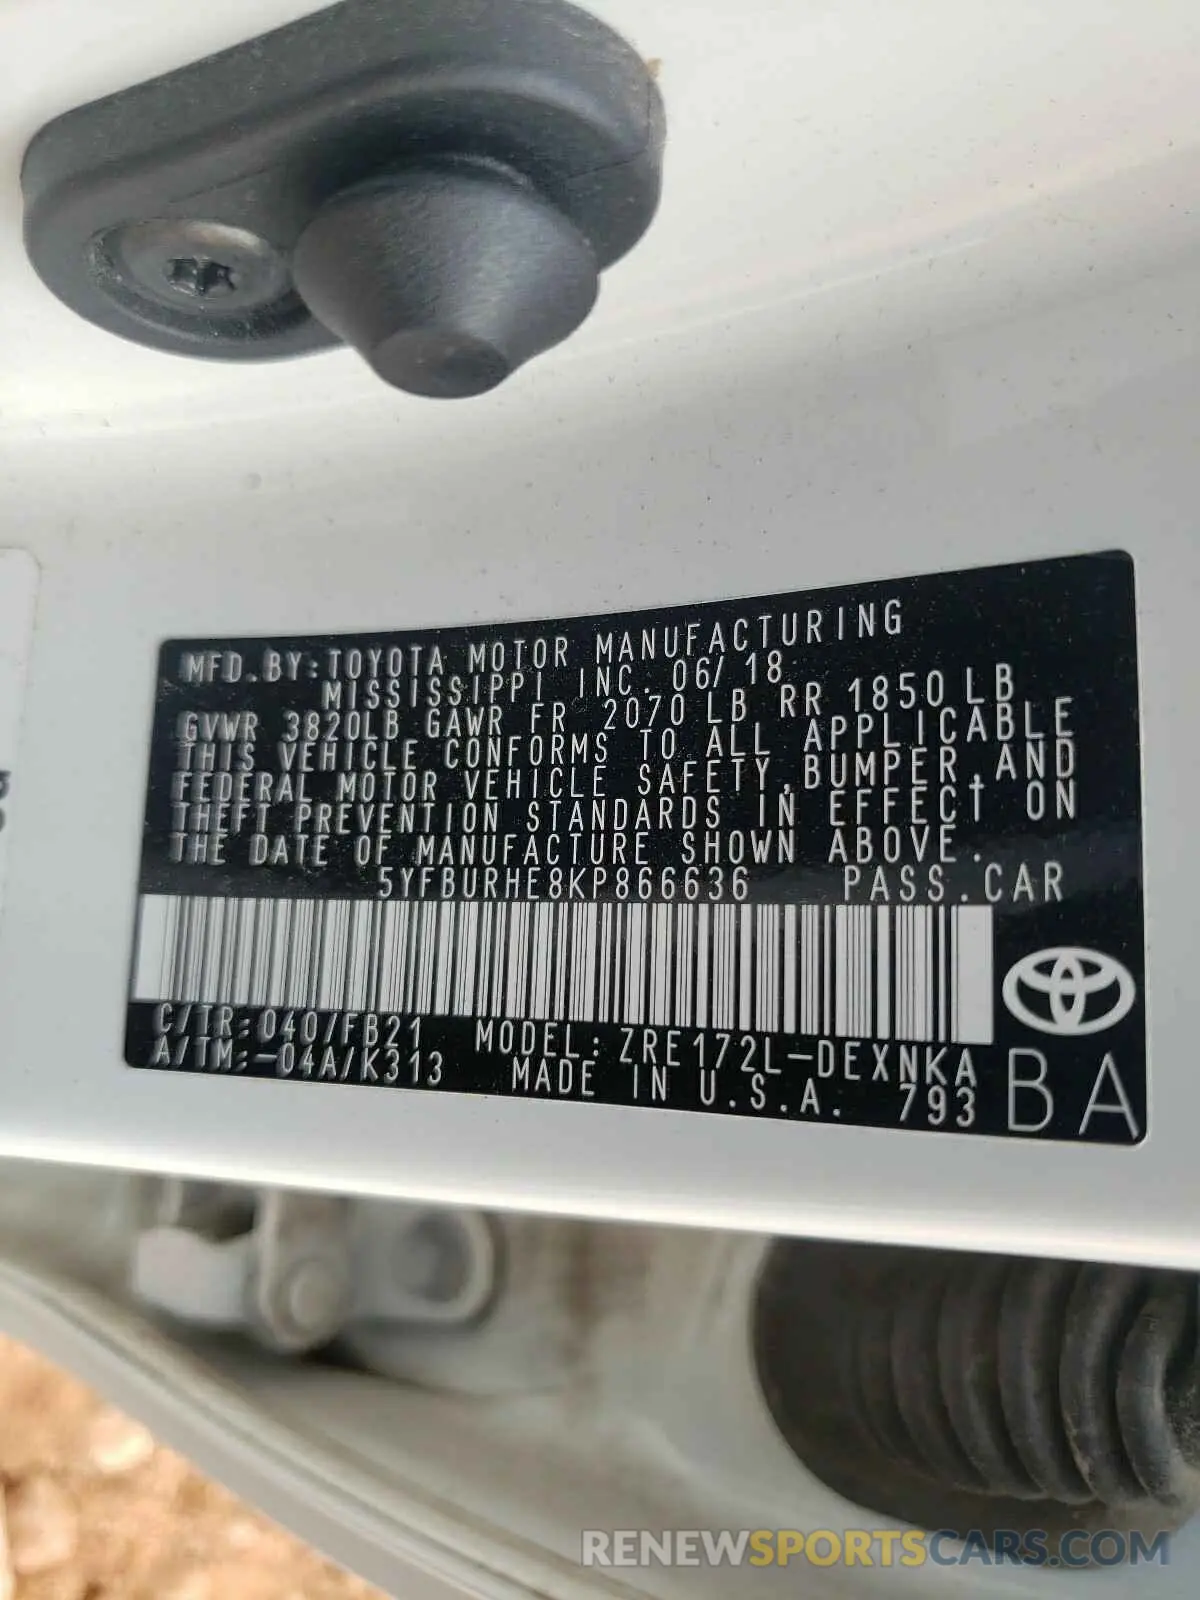 MFD.BY:TOYOTA MOTOR MANUFACTURING
MISSISSIPPI INC. 06/18
GVWR 3820LB GAWR FR 2070LB RR 1850LB
THIS VEHICLE CONFORMS TO ALL APPLICABLE
FEDERAL MOTOR VEHICLE SAFETY,BUMPER,AND
THEFT PREVENTION STANDARDS IN EFFECT ON
THE DATE OF MANUFACTURE SHOWN ABOVE.
5YFBURHE8KP866636 PASS.CAR
C/TR:040/FB21 MODEL:ZRE172L-DEXNKA
A/TM:-04A/K313 MADE IN U.S.A. 793
BA
RENEWSPORTSCARS.COM